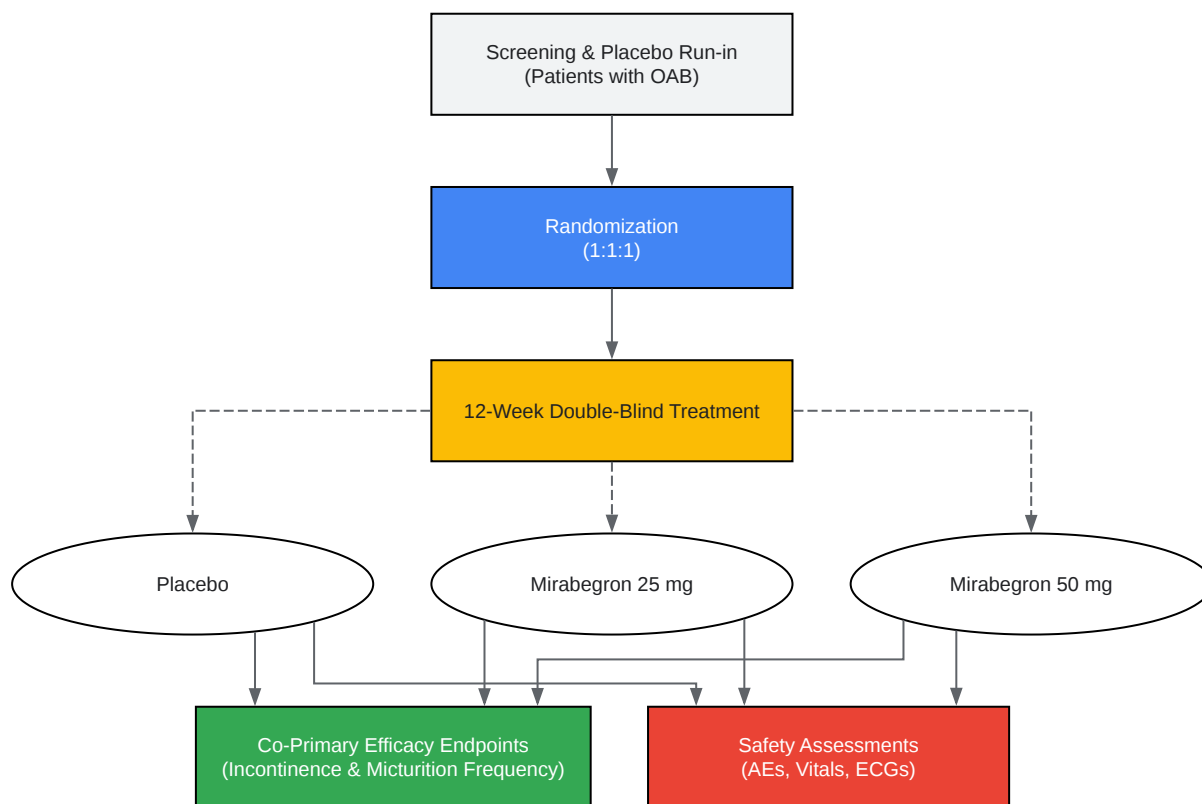 Screening & Placebo Run-in
(Patients with OAB)
Randomization
(1:1:1)
12-Week Double-Blind Treatment
Placebo
Mirabegron 25 mg
Mirabegron 50 mg
Co-Primary Efficacy Endpoints
(Incontinence & Micturition Frequency)
Safety Assessments
(AEs, Vitals, ECGs)